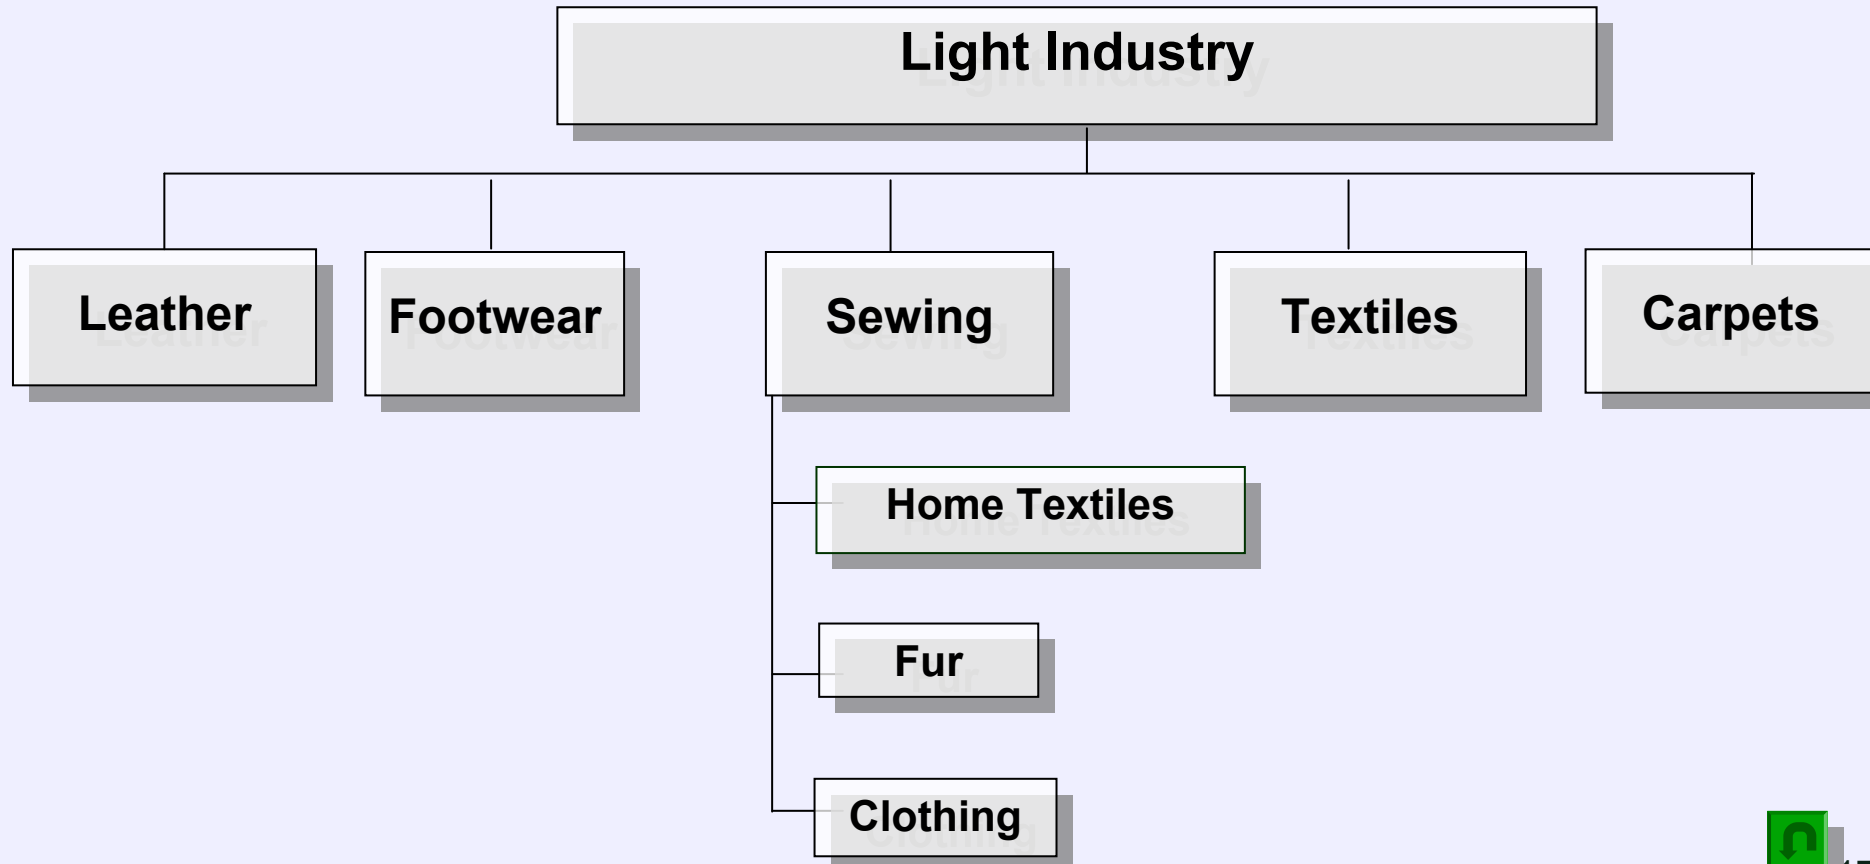 Light Industry
Leather
Footwear
Sewing
Textiles
Carpets
Home Textiles
Fur
Clothing